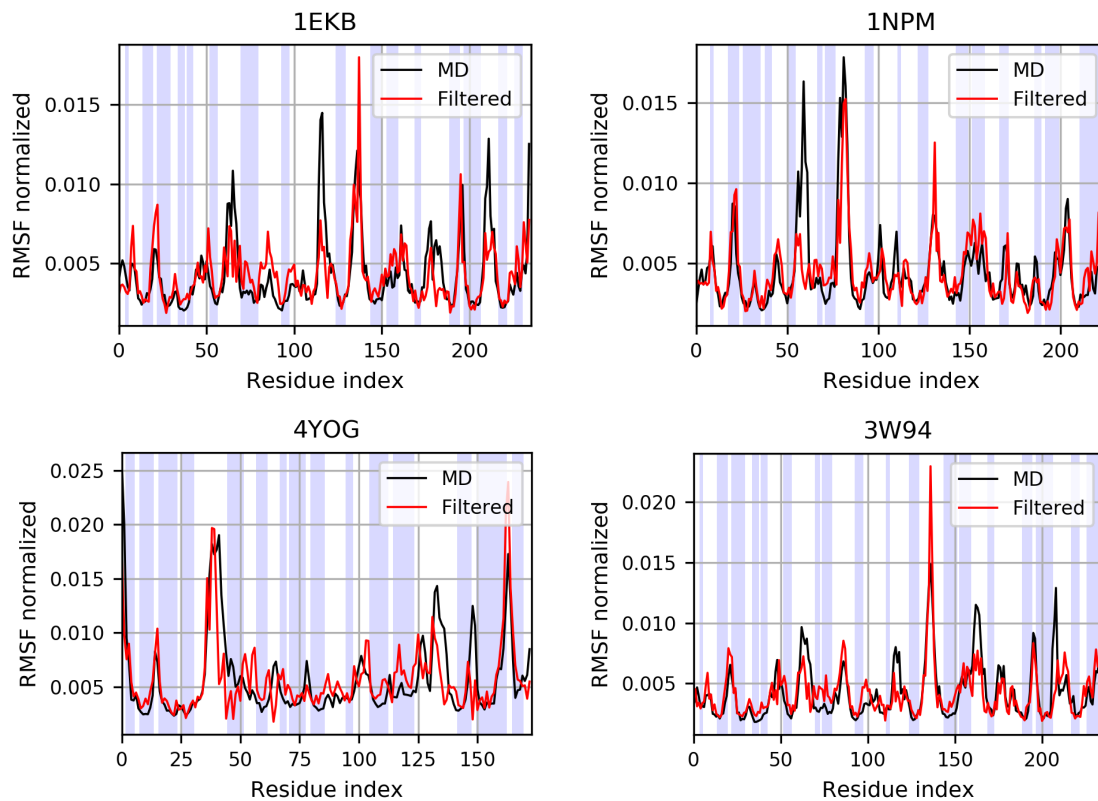 1EKB
RMSF normalized
0.015
0.010
0.005
MD
Filtered
0
50
100
150
200
Residue index
1NPM
RMSF normalized
0.015
0.010
0.005
MD
Filtered
0
50
100
150
200
Residue index
4YOG
RMSF normalized
0.025
0.020
0.015
0.010
0.005
MD
Filtered
0
25
50
75
100
125
150
Residue index
3W94
RMSF normalized
0.020
0.015
0.010
0.005
MD
Filtered
0
50
100
150
200
Residue index